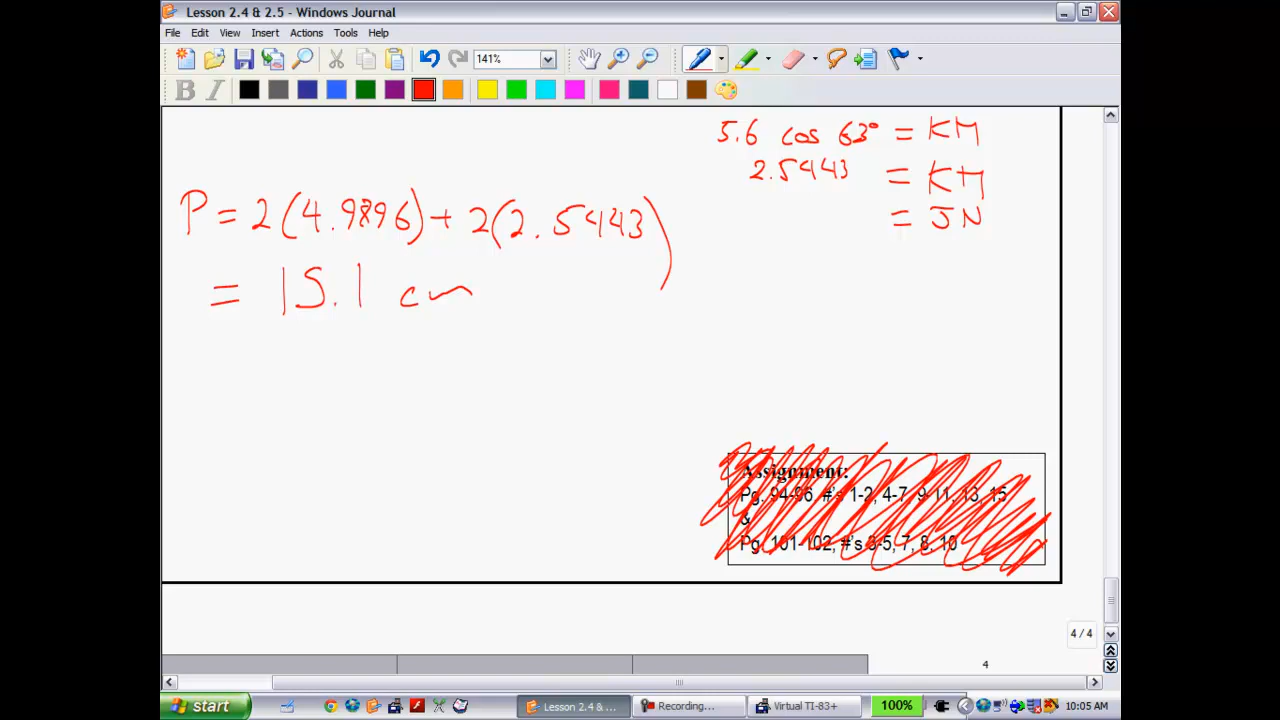 Lesson 2.4 & 2.5 - Windows Journal
File Edit View Insert Actions Tools Help
141%
B I
5.6 cos 63° = KM
2.5443 = KM
= JN
P = 2(4.9896) + 2(2.5443)
= 15.1 cm
Assignment:
Pg. 94-96 #'s 1-2, 4-7, 9-11, 13, 15
&
Pg. 101-102, #'s 3-5, 7, 8, 10
4 / 4
4
start
Lesson 2.4 & ...
Recording...
Virtual TI-83+
100%
10:05 AM